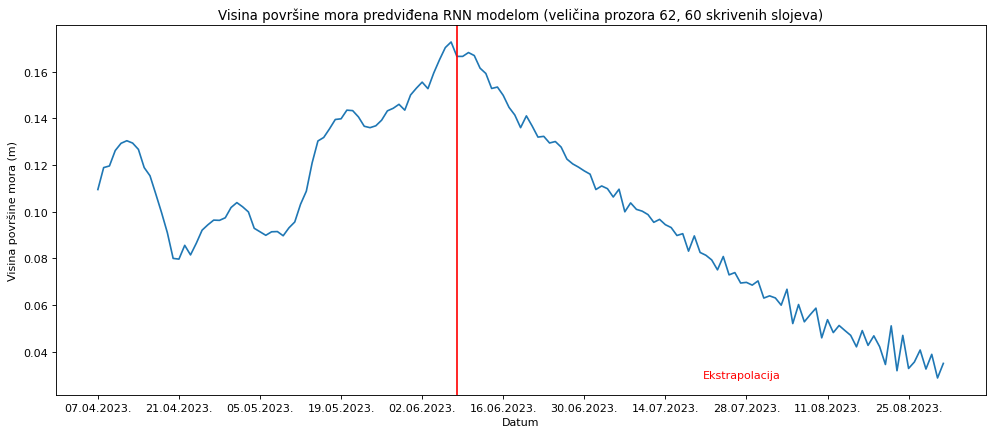 Visina površine mora predviđena RNN modelom (veličina prozora 62, 60 skrivenih slojeva)
Visina površine mora (m)
0.16
0.14
0.12
0.10
0.08
0.06
0.04
Ekstrapolacija
07.04.2023. 21.04.2023. 05.05.2023. 19.05.2023. 02.06.2023. 16.06.2023. 30.06.2023. 14.07.2023. 28.07.2023. 11.08.2023. 25.08.2023.
Datum